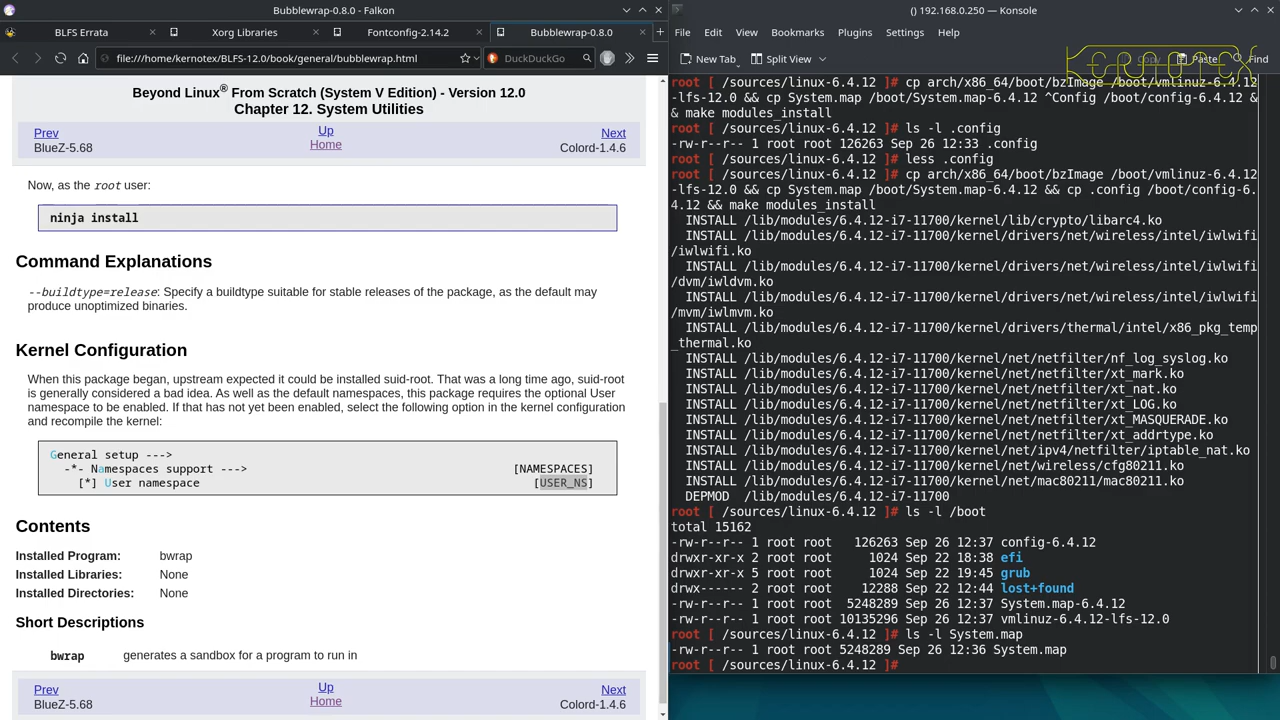 Bubblewrap-0.8.0 - Falkon
BLFS Errata
Xorg Libraries
Fontconfig-2.14.2
Bubblewrap-0.8.0
file:///home/kernotex/BLFS-12.0/book/general/bubblewrap.html
DuckDuckGo
Beyond Linux® From Scratch (System V Edition) - Version 12.0
Chapter 12. System Utilities
Prev
Up
Next
BlueZ-5.68
Home
Colord-1.4.6
Now, as the root user:
ninja install
Command Explanations
--buildtype=release: Specify a buildtype suitable for stable releases of the package, as the default may
produce unoptimized binaries.
Kernel Configuration
When this package began, upstream expected it could be installed suid-root. That was a long time ago, suid-root
is generally considered a bad idea. As well as the default namespaces, this package requires the optional User
namespace to be enabled. If that has not yet been enabled, select the following option in the kernel configuration
and recompile the kernel:
General setup --->
-*- Namespaces support ---> [NAMESPACES]
[*] User namespace [USER_NS]
Contents
Installed Program: bwrap
Installed Libraries: None
Installed Directories: None
Short Descriptions
bwrap generates a sandbox for a program to run in
Prev
Up
Next
BlueZ-5.68
Home
Colord-1.4.6
() 192.168.0.250 — Konsole
File Edit View Bookmarks Plugins Settings Help
New Tab Split View Copy Paste Find
KERNOTEX
root [ /sources/linux-6.4.12 ]# cp arch/x86_64/boot/bzImage /boot/vmlinuz-6.4.12
-lfs-12.0 && cp System.map /boot/System.map-6.4.12 ^Config /boot/config-6.4.12 &
& make modules_install
root [ /sources/linux-6.4.12 ]# ls -l .config
-rw-r--r-- 1 root root 126263 Sep 26 12:33 .config
root [ /sources/linux-6.4.12 ]# less .config
root [ /sources/linux-6.4.12 ]# cp arch/x86_64/boot/bzImage /boot/vmlinuz-6.4.12
-lfs-12.0 && cp System.map /boot/System.map-6.4.12 && cp .config /boot/config-6.
4.12 && make modules_install
INSTALL /lib/modules/6.4.12-i7-11700/kernel/lib/crypto/libarc4.ko
INSTALL /lib/modules/6.4.12-i7-11700/kernel/drivers/net/wireless/intel/iwlwifi
/iwlwifi.ko
INSTALL /lib/modules/6.4.12-i7-11700/kernel/drivers/net/wireless/intel/iwlwifi
/dvm/iwldvm.ko
INSTALL /lib/modules/6.4.12-i7-11700/kernel/drivers/net/wireless/intel/iwlwifi
/mvm/iwlmvm.ko
INSTALL /lib/modules/6.4.12-i7-11700/kernel/drivers/thermal/intel/x86_pkg_temp
_thermal.ko
INSTALL /lib/modules/6.4.12-i7-11700/kernel/net/netfilter/nf_log_syslog.ko
INSTALL /lib/modules/6.4.12-i7-11700/kernel/net/netfilter/xt_mark.ko
INSTALL /lib/modules/6.4.12-i7-11700/kernel/net/netfilter/xt_nat.ko
INSTALL /lib/modules/6.4.12-i7-11700/kernel/net/netfilter/xt_LOG.ko
INSTALL /lib/modules/6.4.12-i7-11700/kernel/net/netfilter/xt_MASQUERADE.ko
INSTALL /lib/modules/6.4.12-i7-11700/kernel/net/netfilter/xt_addrtype.ko
INSTALL /lib/modules/6.4.12-i7-11700/kernel/net/ipv4/netfilter/iptable_nat.ko
INSTALL /lib/modules/6.4.12-i7-11700/kernel/net/wireless/cfg80211.ko
INSTALL /lib/modules/6.4.12-i7-11700/kernel/net/mac80211/mac80211.ko
DEPMOD /lib/modules/6.4.12-i7-11700
root [ /sources/linux-6.4.12 ]# ls -l /boot
total 15162
-rw-r--r-- 1 root root 126263 Sep 26 12:37 config-6.4.12
drwxr-xr-x 2 root root 1024 Sep 22 18:38 efi
drwxr-xr-x 5 root root 1024 Sep 22 19:45 grub
drwx------ 2 root root 12288 Sep 22 12:44 lost+found
-rw-r--r-- 1 root root 5248289 Sep 26 12:37 System.map-6.4.12
-rw-r--r-- 1 root root 10135296 Sep 26 12:37 vmlinuz-6.4.12-lfs-12.0
root [ /sources/linux-6.4.12 ]# ls -l System.map
-rw-r--r-- 1 root root 5248289 Sep 26 12:36 System.map
root [ /sources/linux-6.4.12 ]#